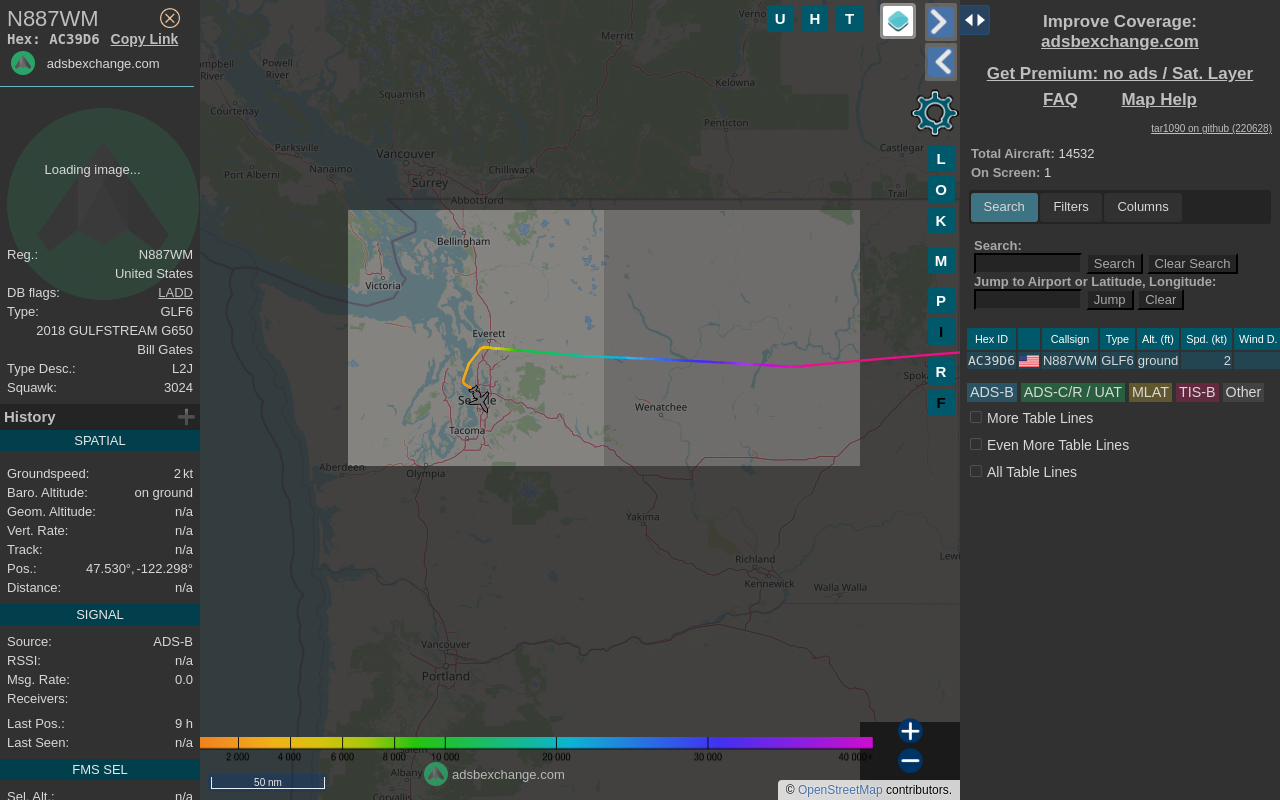 N887WM
Hex: AC39D6 Copy Link
adsbexchange.com
Loading image...
Reg.: N887WM
United States
DB flags: LADD
Type: GLF6
2018 GULFSTREAM G650
Bill Gates
Type Desc.: L2J
Squawk: 3024
History
SPATIAL
Groundspeed: 2 kt
Baro. Altitude: on ground
Geom. Altitude: n/a
Vert. Rate: n/a
Track: n/a
Pos.: 47.530°, -122.298°
Distance: n/a
SIGNAL
Source: ADS-B
RSSI: n/a
Msg. Rate: 0.0
Receivers:
Last Pos.: 9 h
Last Seen: n/a
FMS SEL
Sel. Alt.: n/a
U H T
Merritt
Powell
River
River
Squamish
Kelowna
Courtenay
Penticton
Parksville
Vancouver
Castlegar
Port Alberni
Nanaimo
Surrey
Chilliwack
Abbotsford
Trail
Bellingham
Victoria
Everett
Wenatchee
Tacoma
Aberdeen
Olympia
Yakima
Richland
Kennewick
Walla Walla
Vancouver
Portland
Albany
Corvallis
L
O
K
M
P
I
R
F
2 000 4 000 6 000 8 000 10 000 20 000 30 000 40 000+
50 nm
adsbexchange.com
© OpenStreetMap contributors.
Improve Coverage:
adsbexchange.com
Get Premium: no ads / Sat. Layer
FAQ Map Help
tar1090 on github (220628)
Total Aircraft: 14532
On Screen: 1
Search Filters Columns
Search:
Search Clear Search
Jump to Airport or Latitude, Longitude:
Jump Clear
Hex ID Callsign Type Alt. (ft) Spd. (kt) Wind D.
AC39D6 N887WM GLF6 ground 2
ADS-B ADS-C/R / UAT MLAT TIS-B Other
More Table Lines
Even More Table Lines
All Table Lines